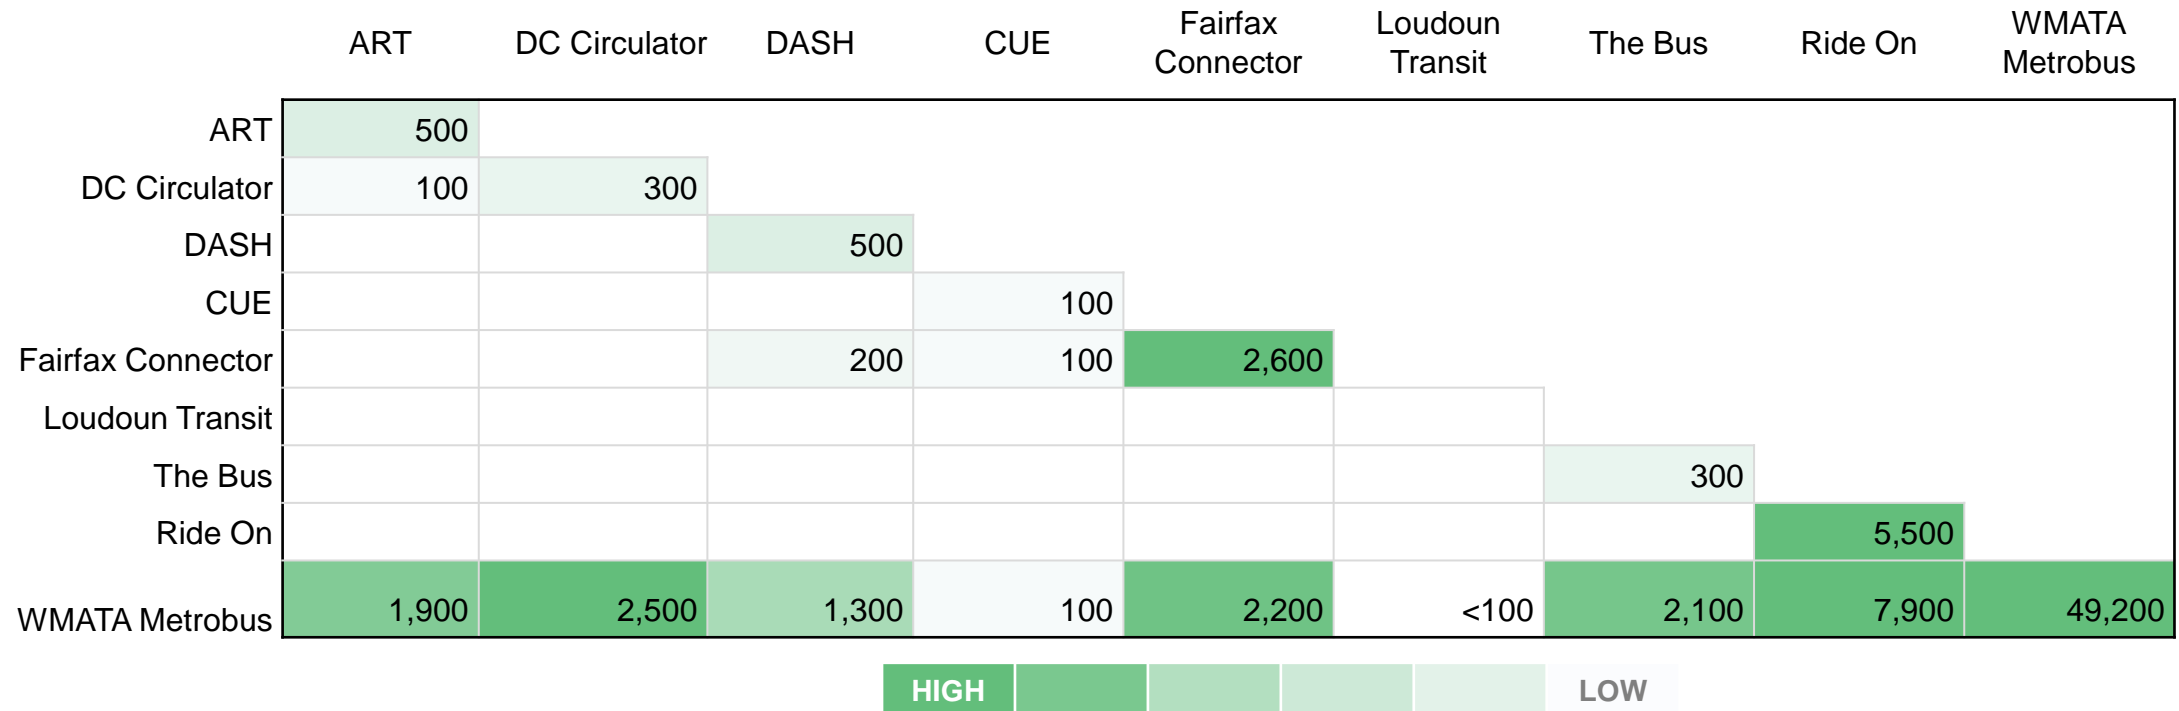 ART DC Circulator DASH CUE Fairfax Connector Loudoun Transit The Bus Ride On WMATA Metrobus
ART 500
DC Circulator 100 300
DASH 500
CUE 100
Fairfax Connector 200 100 2,600
Loudoun Transit
The Bus 300
Ride On 5,500
WMATA Metrobus 1,900 2,500 1,300 100 2,200 <100 2,100 7,900 49,200
HIGH LOW